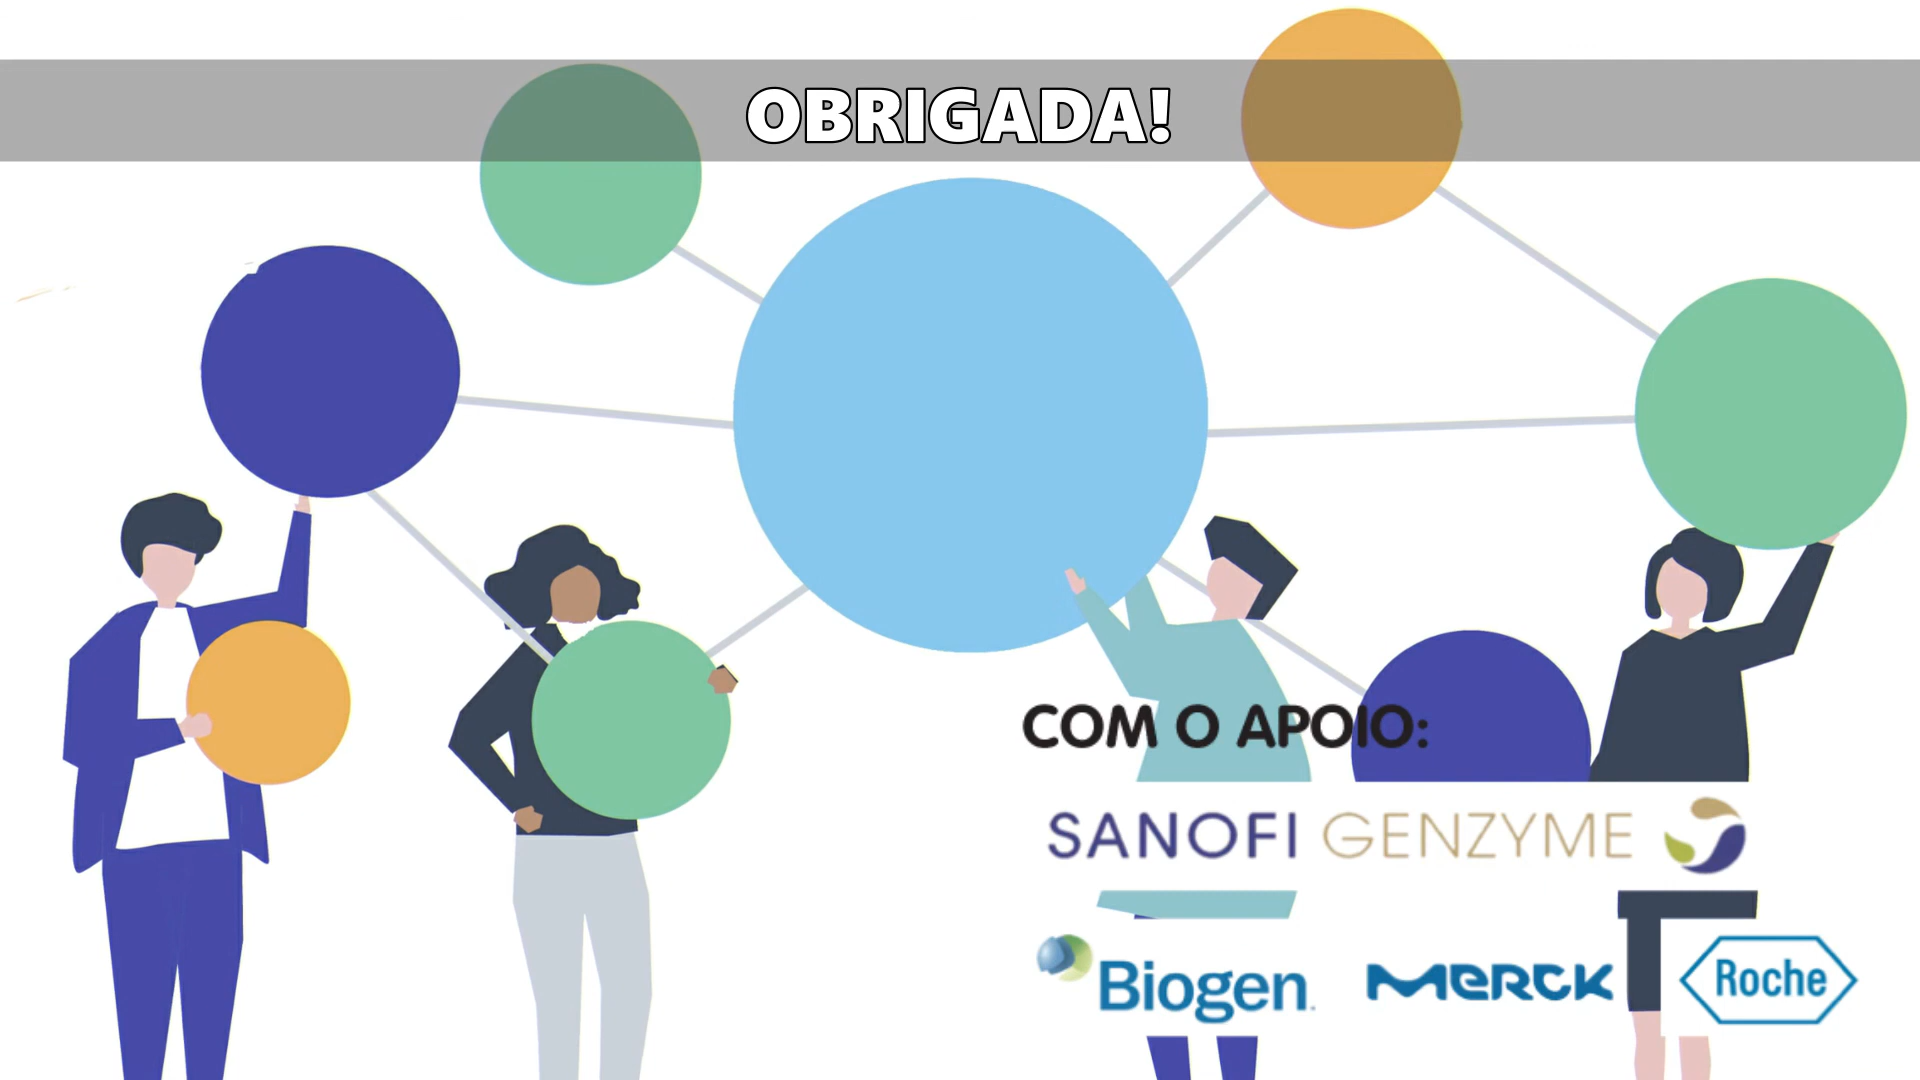 OBRIGADA!
COM O APOIO:
SANOFI GENZYME
Biogen.
MERCK
Roche